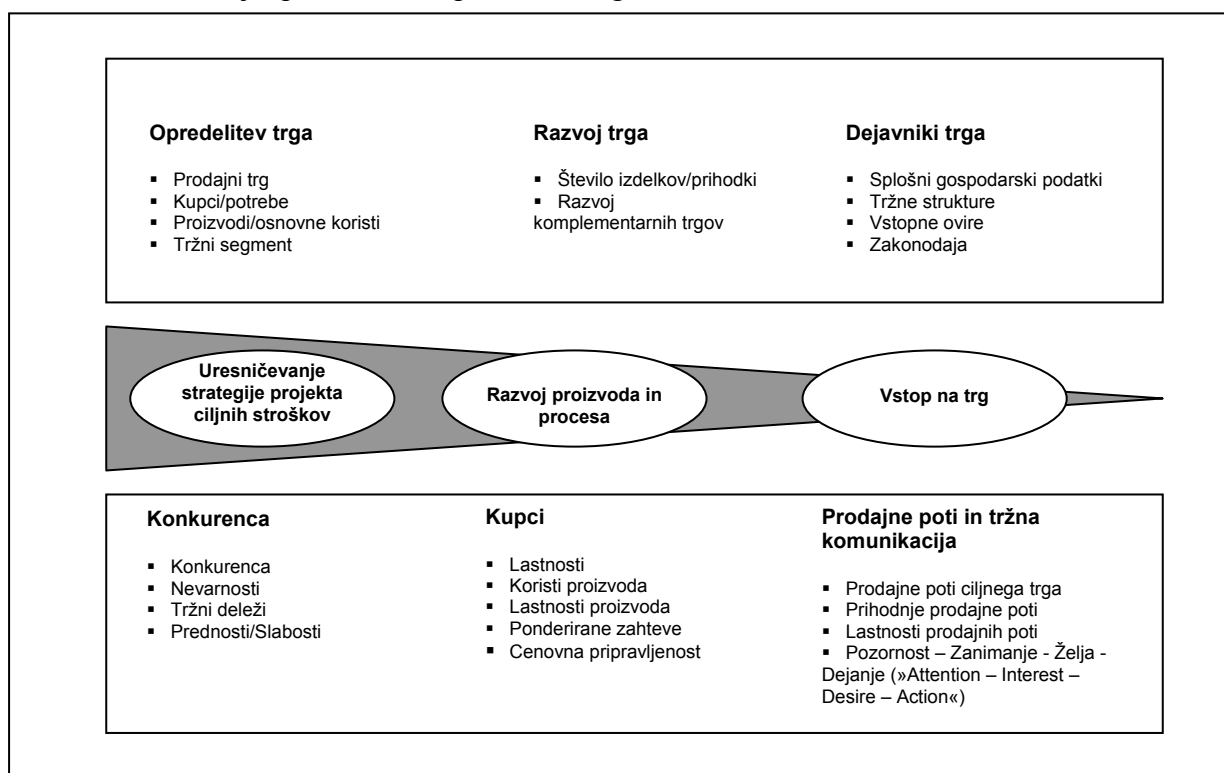 Opredelitev trga
▪ Prodajni trg
▪ Kupci/potrebe
▪ Proizvodi/osnovne koristi
▪ Tržni segment
Razvoj trga
▪ Število izdelkov/prihodki
▪ Razvoj
komplementarnih trgov
Dejavniki trga
▪ Splošni gospodarski podatki
▪ Tržne strukture
▪ Vstopne ovire
▪ Zakonodaja
Uresničevanje
strategije projekta
ciljnih stroškov
Razvoj proizvoda in
procesa
Vstop na trg
Konkurenca
▪ Konkurenca
▪ Nevarnosti
▪ Tržni deleži
▪ Prednosti/Slabosti
Kupci
▪ Lastnosti
▪ Koristi proizvoda
▪ Lastnosti proizvoda
▪ Ponderirane zahteve
▪ Cenovna pripravljenost
Prodajne poti in tržna
komunikacija
▪ Prodajne poti ciljnega trga
▪ Prihodnje prodajne poti
▪ Lastnosti prodajnih poti
▪ Pozornost – Zanimanje - Želja -
Dejanje (»Attention – Interest –
Desire – Action«)